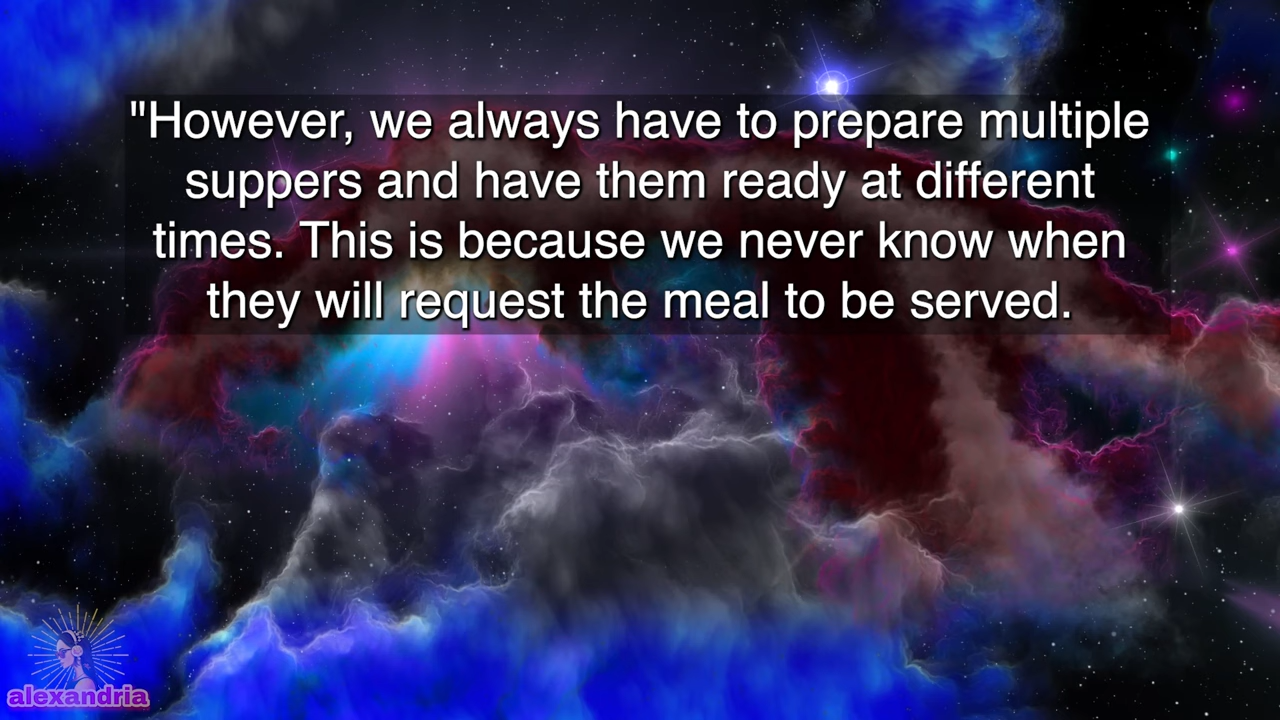 "However, we always have to prepare multiple
suppers and have them ready at different
times. This is because we never know when
they will request the meal to be served.
alexandria